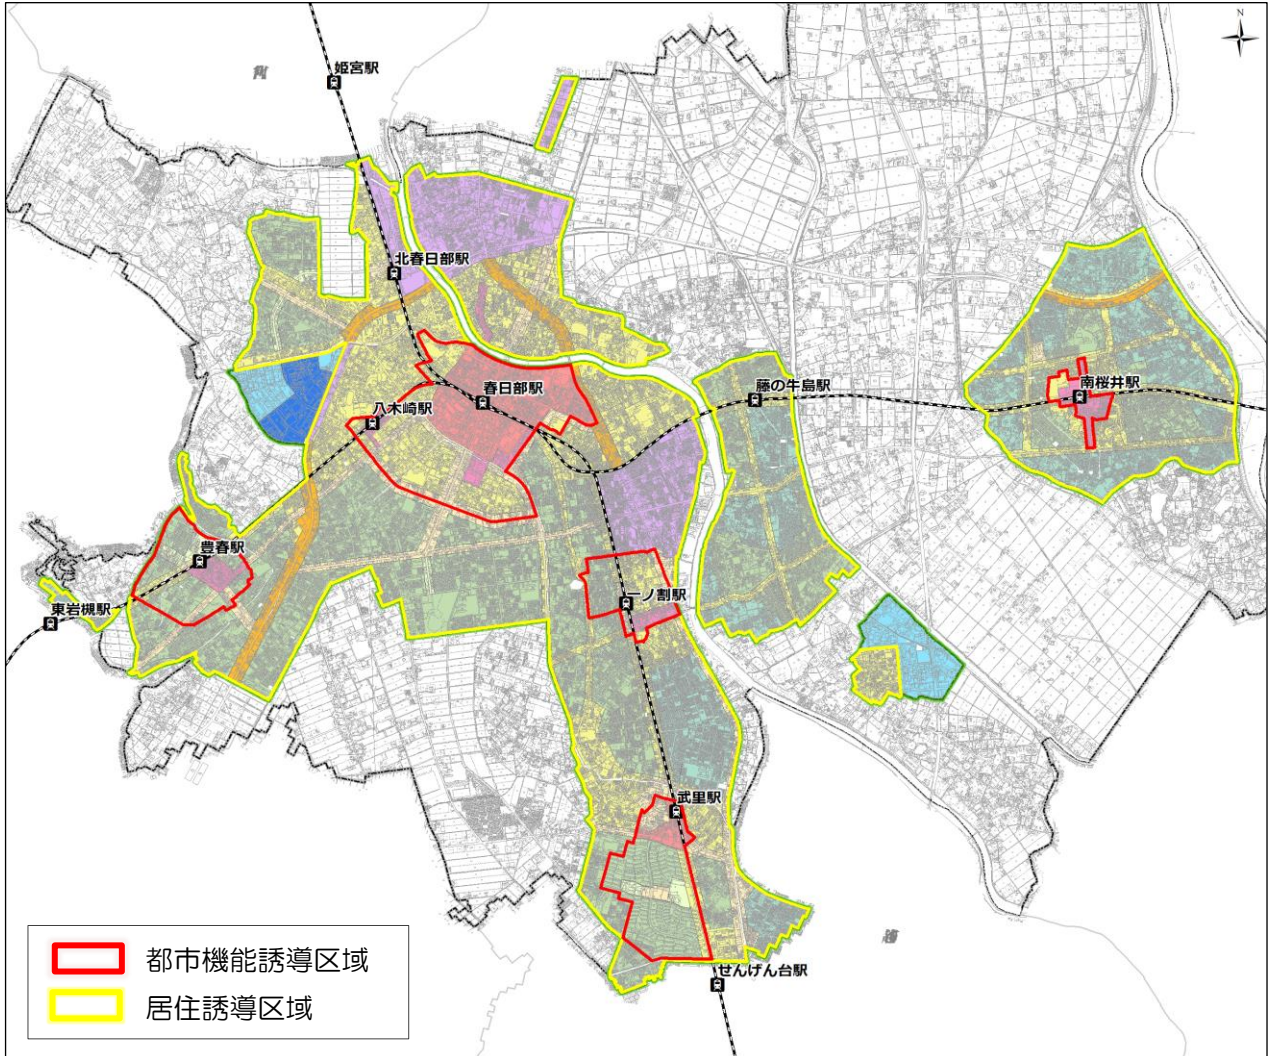 N
姫宮駅
北春日部駅
春日部駅
八木崎駅
藤の牛島駅
南桜井駅
豊春駅
東岩槻駅
一ノ割駅
武里駅
せんげん台駅
都市機能誘導区域
居住誘導区域